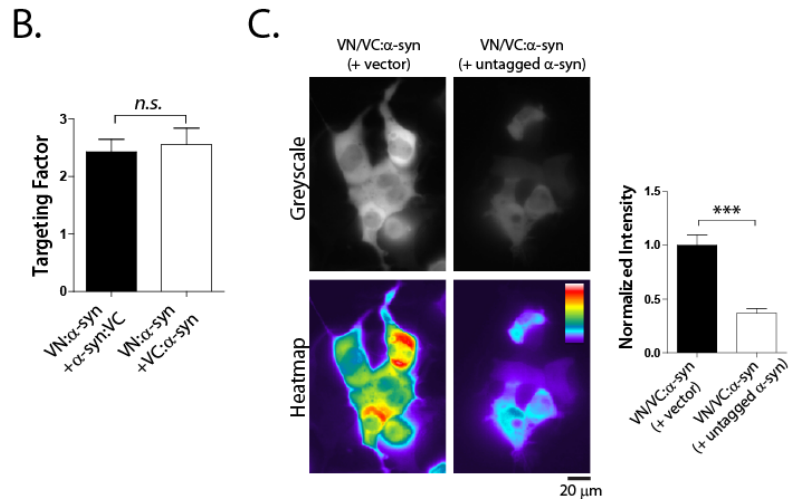 B.
Targeting Factor
3
2
1
0
n.s.
VN:α-syn
+α-syn:VC
VN:α-syn
+VC:α-syn
C.
VN/VC:α-syn
(+ vector)
VN/VC:α-syn
(+ untagged α-syn)
Greyscale
Heatmap
20 μm
Normalized Intensity
1.5
1.0
0.5
0.0
***
VN/VC:α-syn
(+ vector)
VN/VC:α-syn
(+ untagged α-syn)